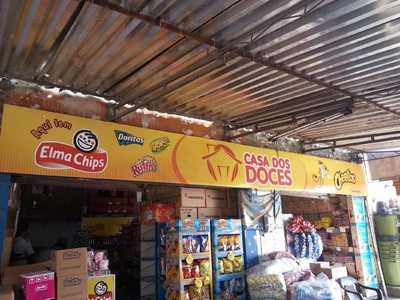 Aqui tem
Elma Chips
Doritos
Ruffles
CASA DOS
DOCES
Cheetos